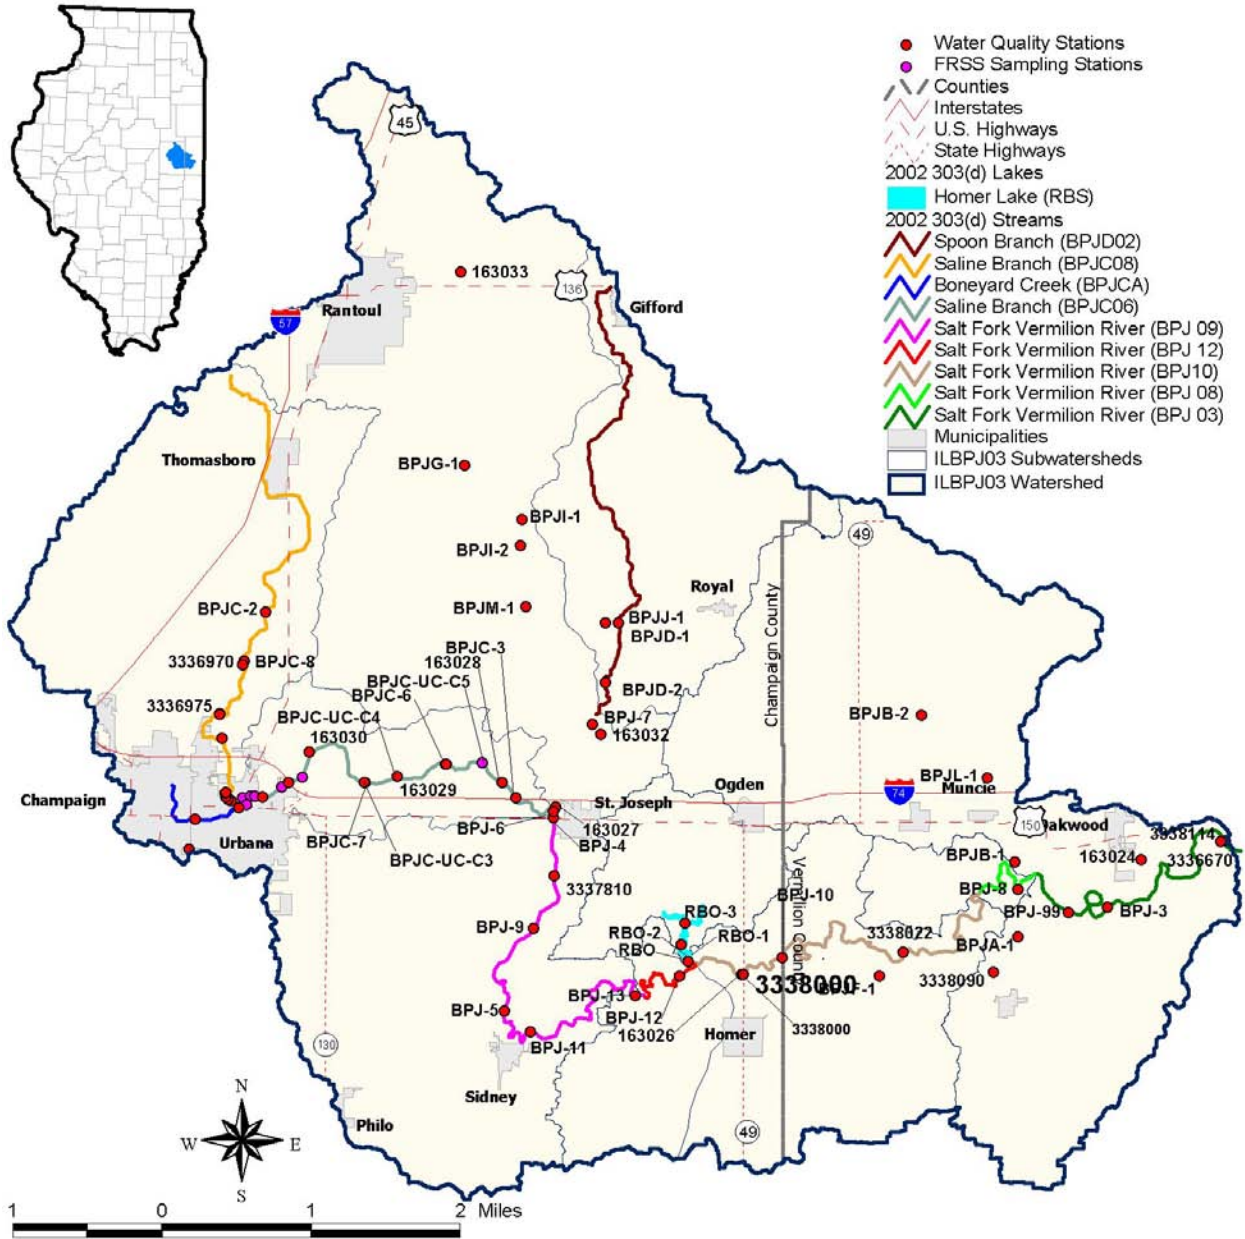 Water Quality Stations
FRSS Sampling Stations
Counties
Interstates
U.S. Highways
State Highways
2002 303(d) Lakes
Homer Lake (RBS)
2002 303(d) Streams
Spoon Branch (BPJD02)
Saline Branch (BPJC08)
Boneyard Creek (BPJCA)
Saline Branch (BPJC06)
Salt Fork Vermilion River (BPJ 09)
Salt Fork Vermilion River (BPJ 12)
Salt Fork Vermilion River (BPJ10)
Salt Fork Vermilion River (BPJ 08)
Salt Fork Vermilion River (BPJ 03)
Municipalities
ILBPJ03 Subwatersheds
ILBPJ03 Watershed
45
163033
136
Rantoul
Gifford
57
Thomasboro
BPJG-1
BPJI-1
BPJI-2
49
Royal
BPJC-2
BPJM-1
BPJJ-1
BPJD-1
Champaign County
BPJC-3
163028
3336970
BPJC-8
BPJC-UC-C5
BPJC-6
BPJD-2
3336975
BPJC-UC-C4
163030
BPJ-7
163032
BPJB-2
BPJL-1
Muncie
74
163029
Ogden
Champaign
St. Joseph
150
Oakwood
Urbana
BPJC-7
BPJ-6
163027
BPJ-4
3338114
BPJC-UC-C3
BPJB-1
163024
3336670
Vermilion County
3337810
BPJ-10
BPJ-8
BPJ-99
BPJ-3
RBO-3
BPJ-9
RBO-2
RBO-1
RBO
3338022
BPJA-1
3338000
BPJF-1
3338090
BPJ-13
BPJ-5
BPJ-12
163026
Homer
3338000
BPJ-11
130
Sidney
Philo
49
N
W E
S
1 0 1 2 Miles